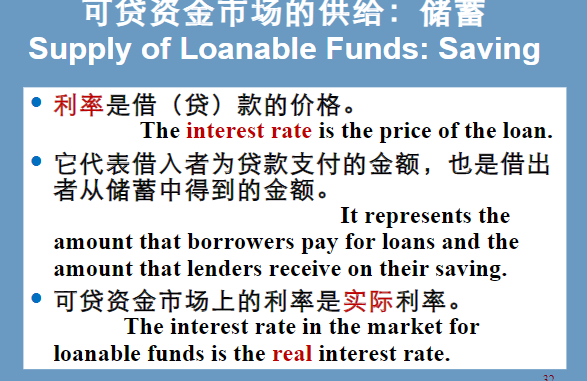 可贷资金市场的供给：储蓄
Supply of Loanable Funds: Saving
• 利率是借（贷）款的价格。
The interest rate is the price of the loan.
• 它代表借入者为贷款支付的金额，也是借出
者从储蓄中得到的金额。
It represents the
amount that borrowers pay for loans and the
amount that lenders receive on their saving.
• 可贷资金市场上的利率是实际利率。
The interest rate in the market for
loanable funds is the real interest rate.
32